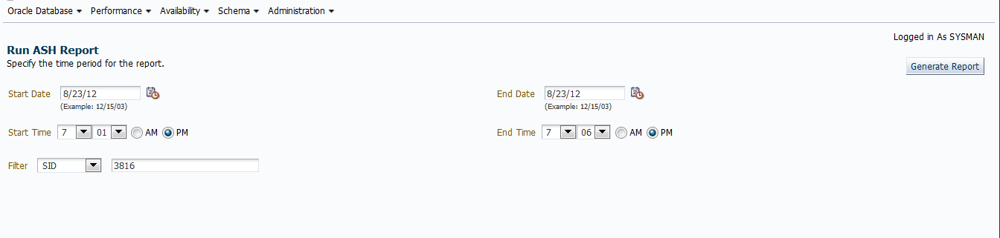 Oracle Database Performance Availability Schema Administration
Logged in As SYSMAN
Run ASH Report
Specify the time period for the report.
Generate Report
Start Date 8/23/12 End Date 8/23/12
(Example: 12/15/03) (Example: 12/15/03)
Start Time 7 01 AM PM End Time 7 06 AM PM
Filter SID 3816